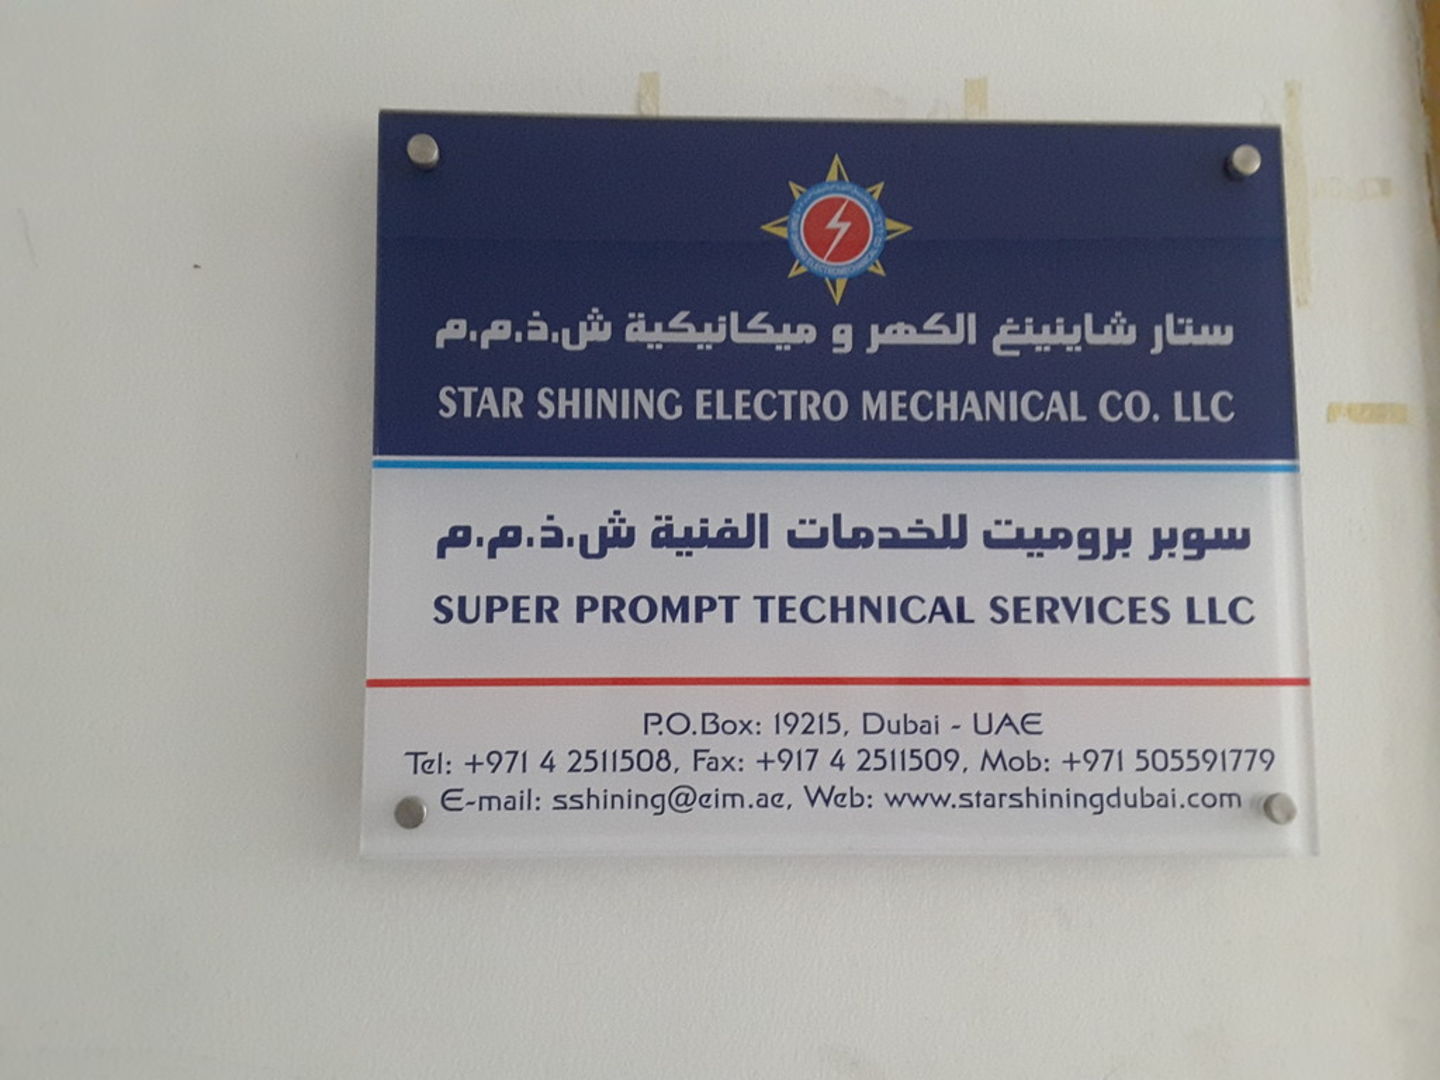 ستار شاينينغ الكهر و ميكانيكية ش.ذ.م.م
STAR SHINING ELECTRO MECHANICAL CO. LLC
سوبر بروميت للخدمات الفنية ش.ذ.م.م
SUPER PROMPT TECHNICAL SERVICES LLC
P.O.Box: 19215, Dubai - UAE
Tel: +971 4 2511508, Fax: +917 4 2511509, Mob: +971 505591779
E-mail: sshining@eim.ae, Web: www.starshiningdubai.com